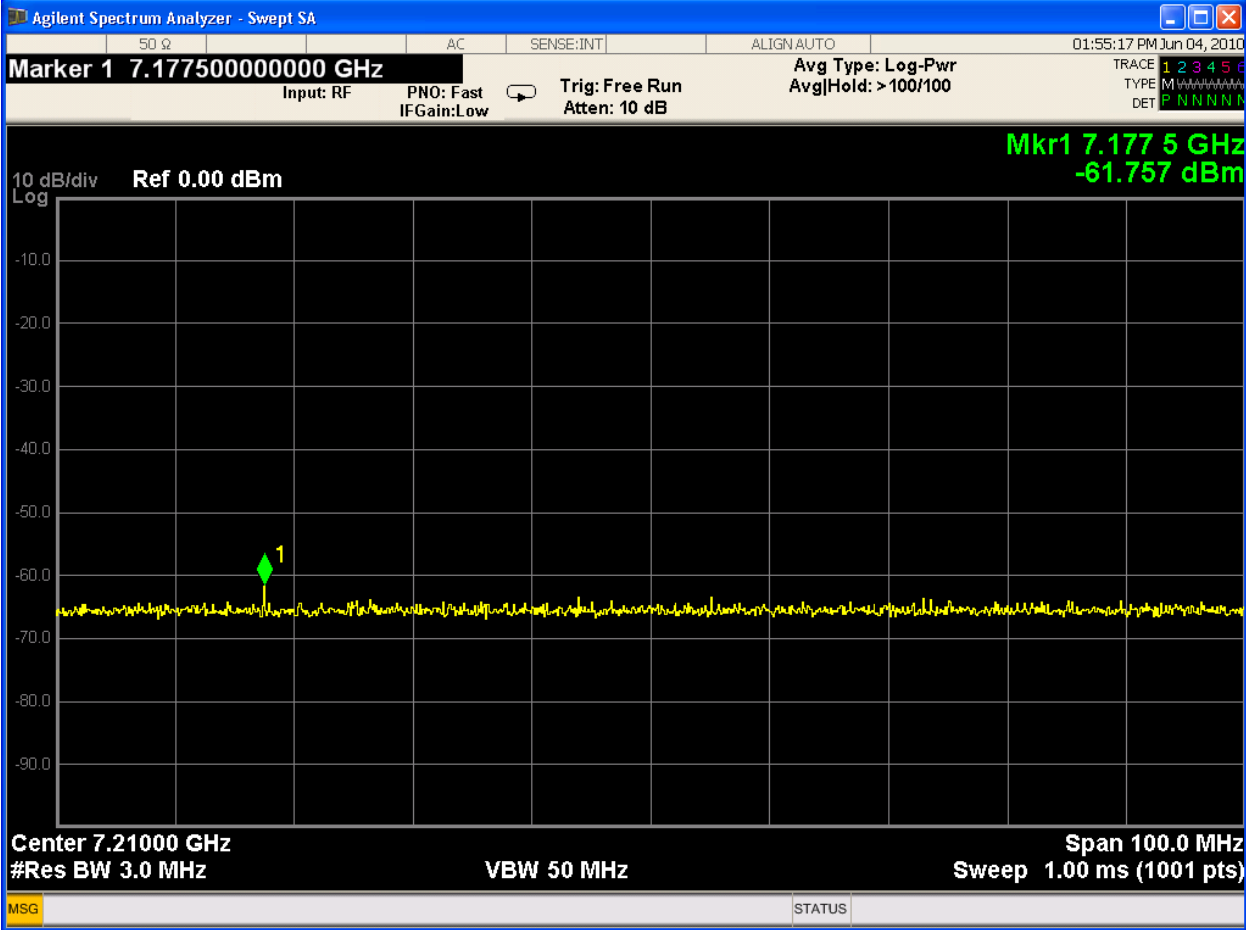 Agilent Spectrum Analyzer - Swept SA
50 Ω AC SENSE:INT ALIGN AUTO 01:55:17 PM Jun 04, 2010
Marker 1 7.177500000000 GHz
Input: RF
PNO: Fast
IFGain:Low
Trig: Free Run
Atten: 10 dB
Avg Type: Log-Pwr
Avg|Hold: >100/100
TRACE 1 2 3 4 5 6
TYPE M
DET P N N N N N
Mkr1 7.177 5 GHz
-61.757 dBm
10 dB/div Ref 0.00 dBm
Log
-10.0
-20.0
-30.0
-40.0
-50.0
1
-60.0
-70.0
-80.0
-90.0
Center 7.21000 GHz Span 100.0 MHz
#Res BW 3.0 MHz VBW 50 MHz Sweep 1.00 ms (1001 pts)
MSG STATUS